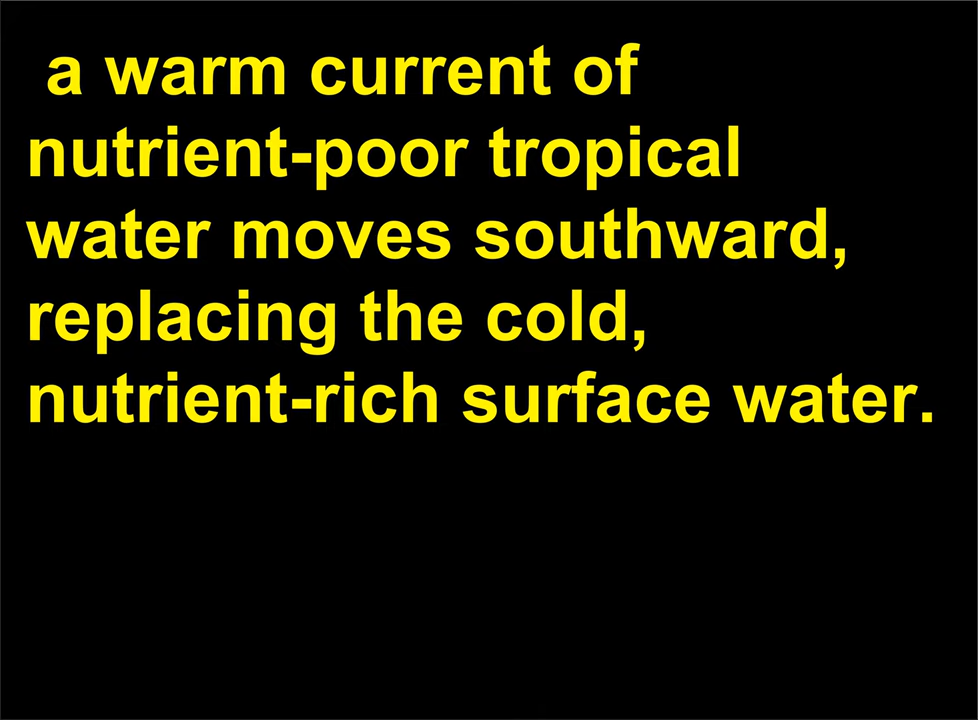 a warm current of
nutrient-poor tropical
water moves southward,
replacing the cold,
nutrient-rich surface water.